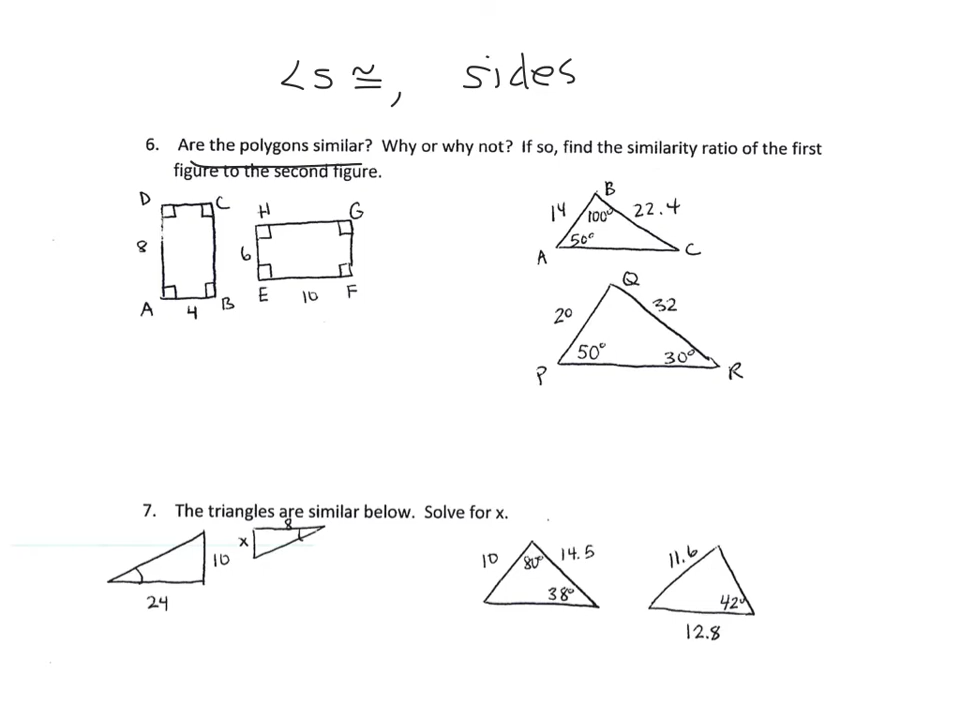 ∠s ≅, sides
6. Are the polygons similar? Why or why not? If so, find the similarity ratio of the first
figure to the second figure.
D C H G
8 6
A 4 B E 10 F
B
14 100° 22.4
A 50° C
Q
20 32
50° 30°
P R
7. The triangles are similar below. Solve for x.
8
x
10
24
10 80° 14.5
38°
11.6
42°
12.8